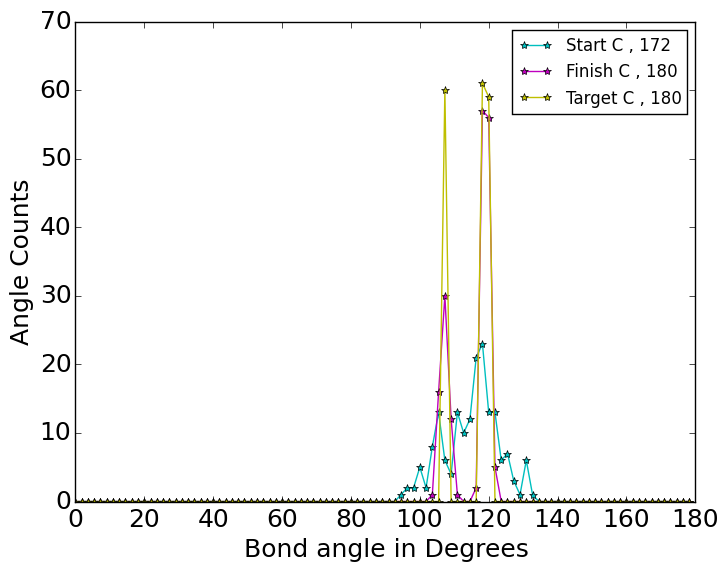 70
60
50
40
30
20
10
0
Angle Counts
Start C , 172
Finish C , 180
Target C , 180
0 20 40 60 80 100 120 140 160 180
Bond angle in Degrees